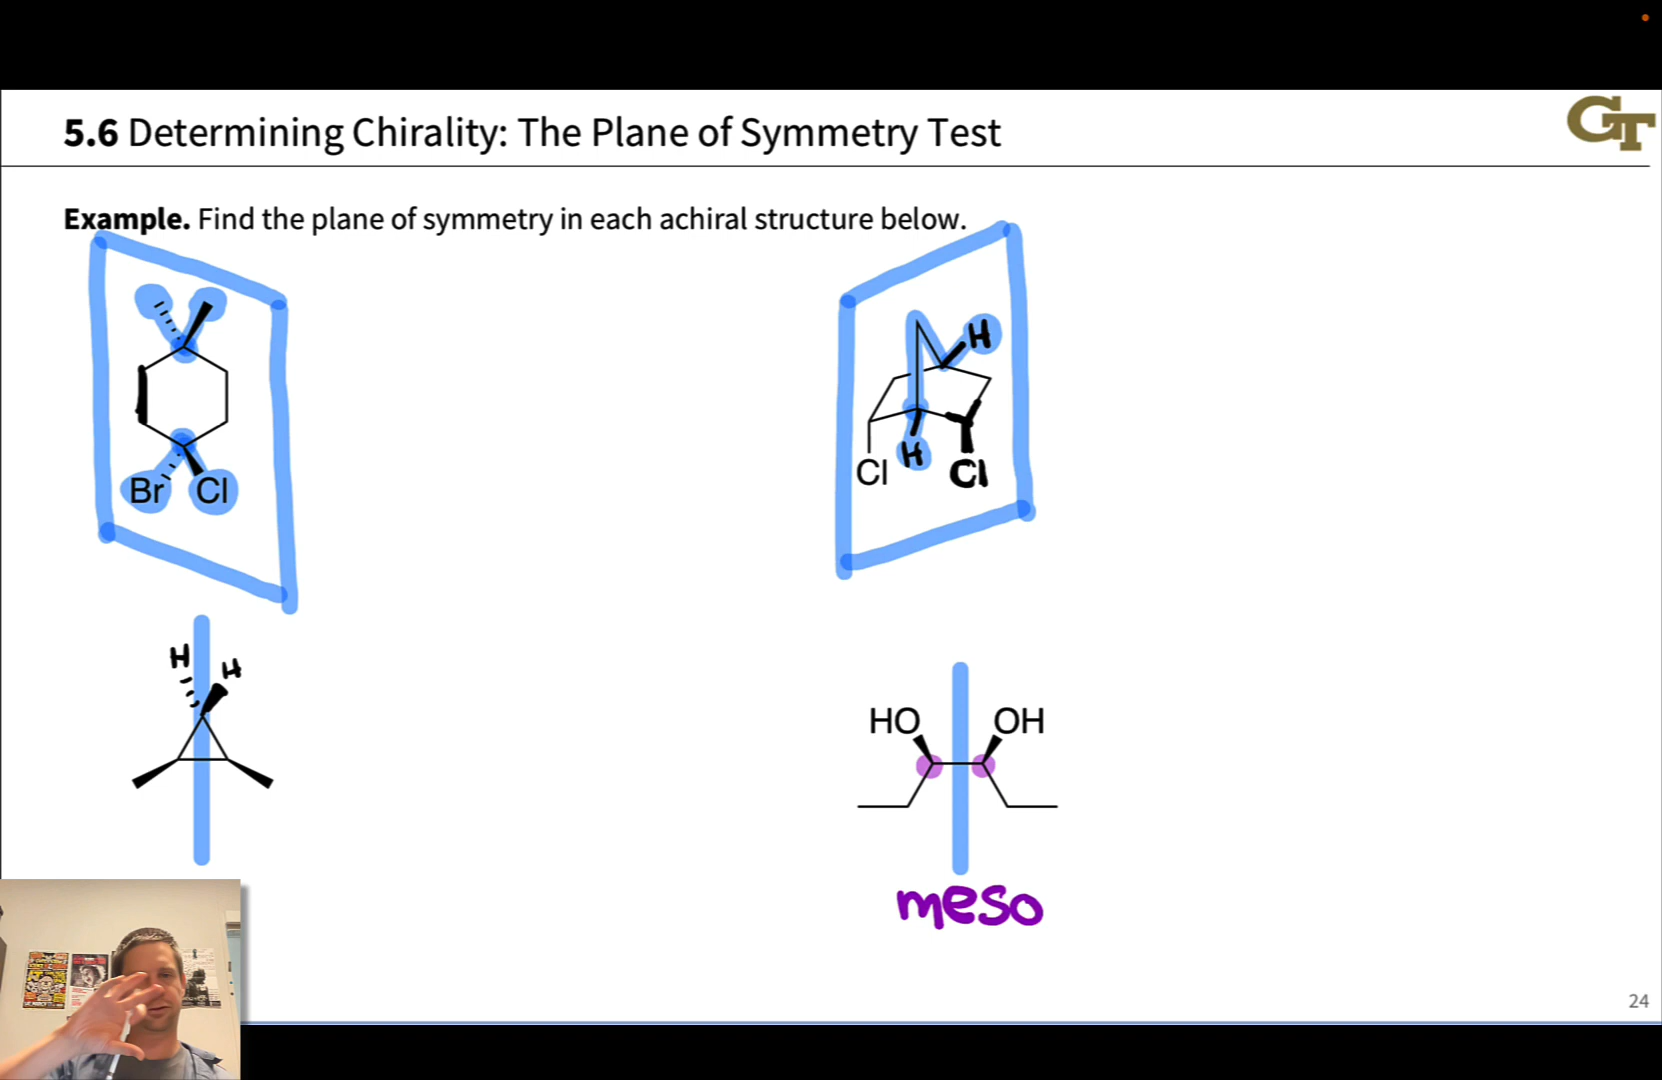 5.6 Determining Chirality: The Plane of Symmetry Test
GT
Example. Find the plane of symmetry in each achiral structure below.
Br Cl
H
H
Cl Cl
H H
HO OH
meso
24